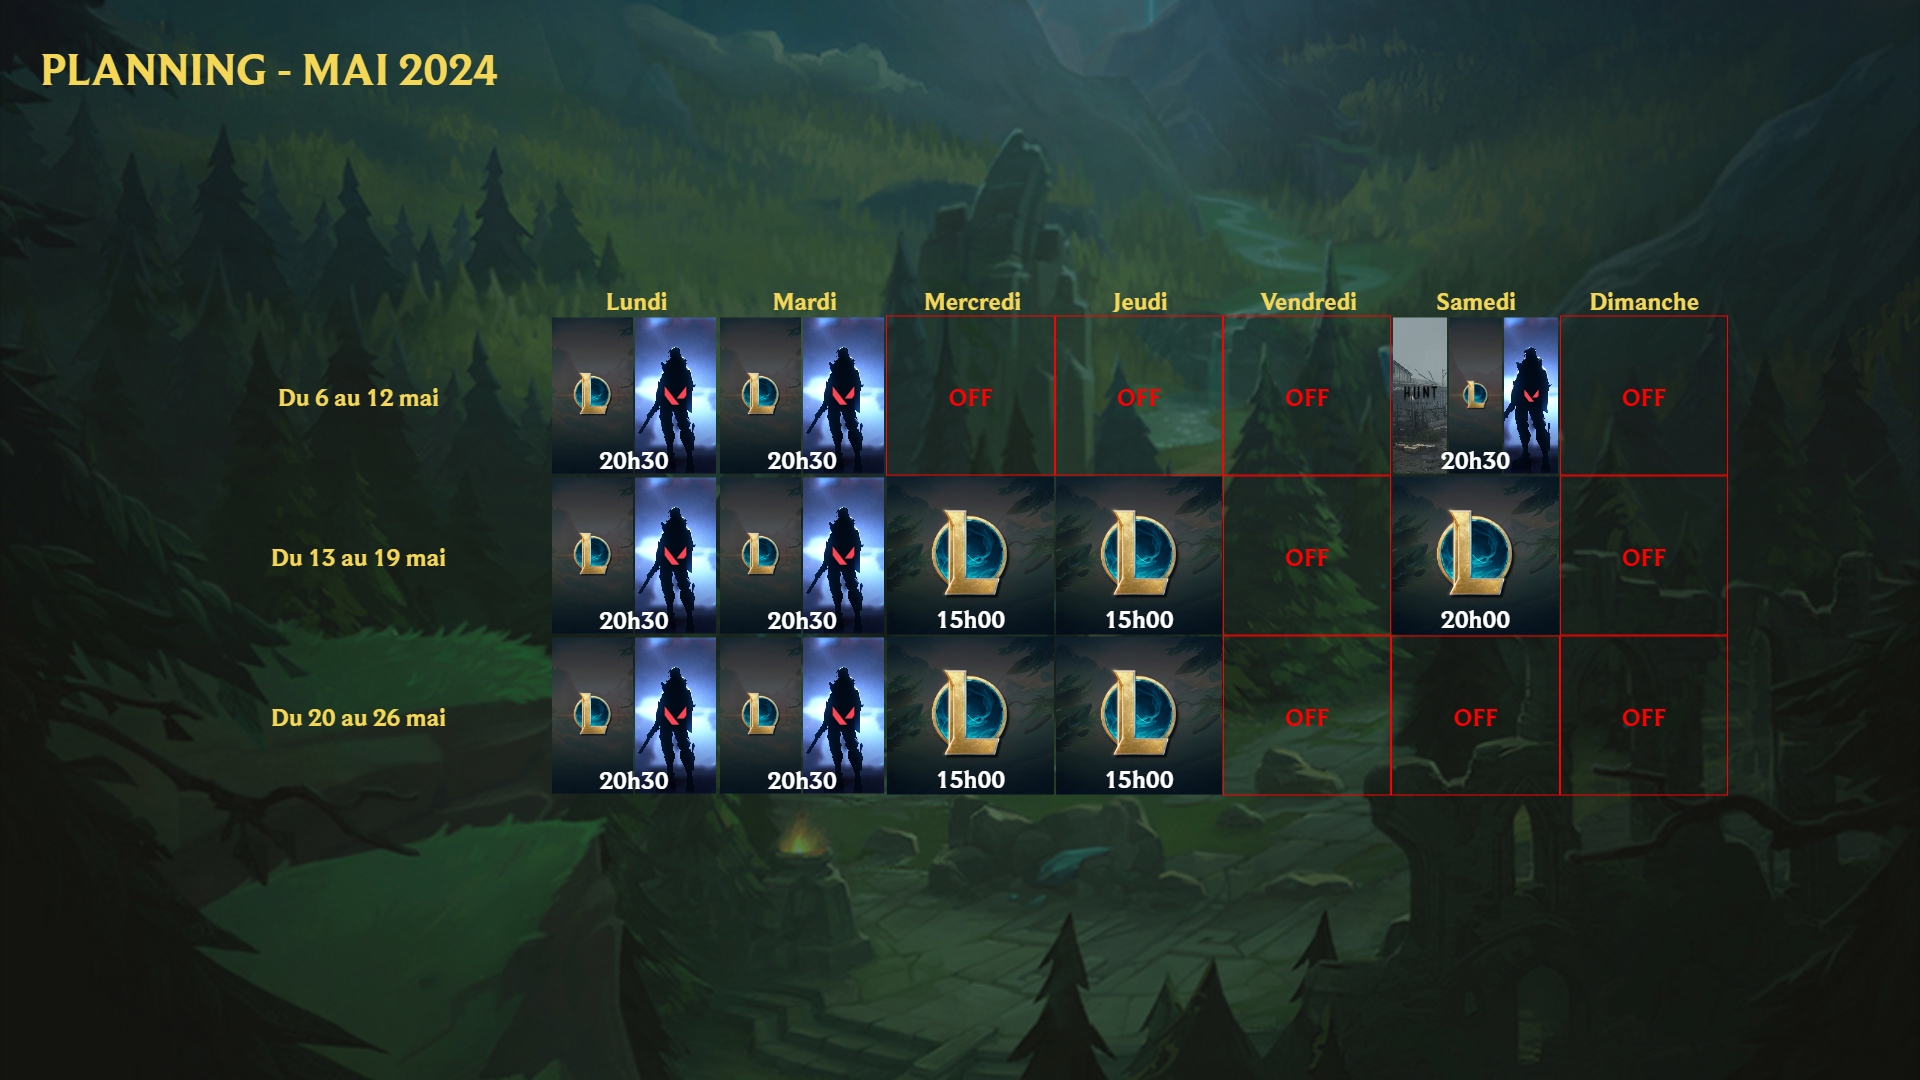 PLANNING - MAI 2024
Lundi Mardi Mercredi Jeudi Vendredi Samedi Dimanche
Du 6 au 12 mai
20h30 20h30 OFF OFF OFF HUNT 20h30 OFF
Du 13 au 19 mai
20h30 20h30 15h00 15h00 OFF 20h00 OFF
Du 20 au 26 mai
20h30 20h30 15h00 15h00 OFF OFF OFF